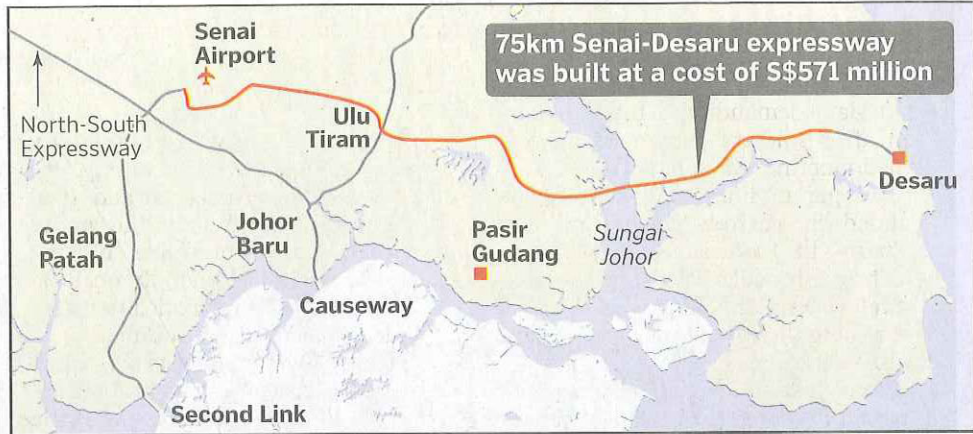 Senai
Airport
75km Senai-Desaru expressway
was built at a cost of S$571 million
North-South
Expressway
Ulu
Tiram
Desaru
Gelang
Patah
Johor
Baru
Pasir
Gudang
Sungai
Johor
Causeway
Second Link